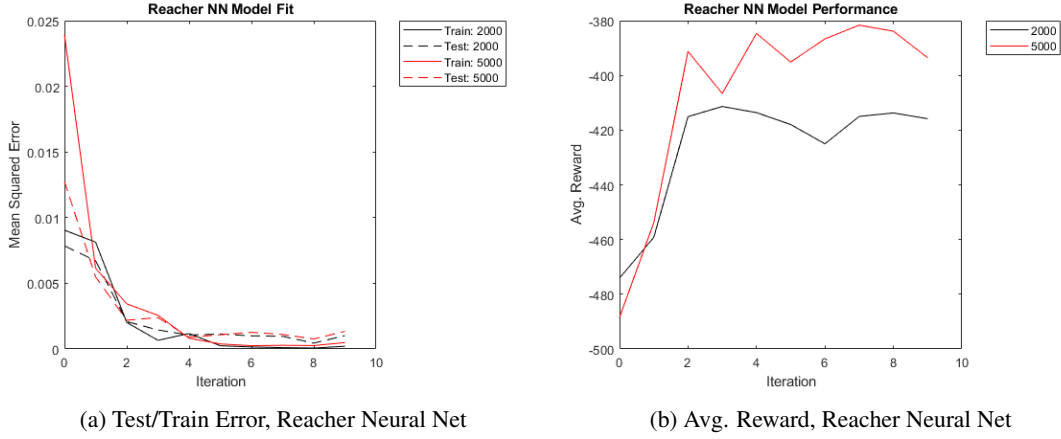 Reacher NN Model Fit
Mean Squared Error
0.025
0.02
0.015
0.01
0.005
0
0 2 4 6 8 10
Iteration
Train: 2000
Test: 2000
Train: 5000
Test: 5000
(a) Test/Train Error, Reacher Neural Net
Reacher NN Model Performance
Avg. Reward
-380
-400
-420
-440
-460
-480
-500
0 2 4 6 8 10
Iteration
2000
5000
(b) Avg. Reward, Reacher Neural Net